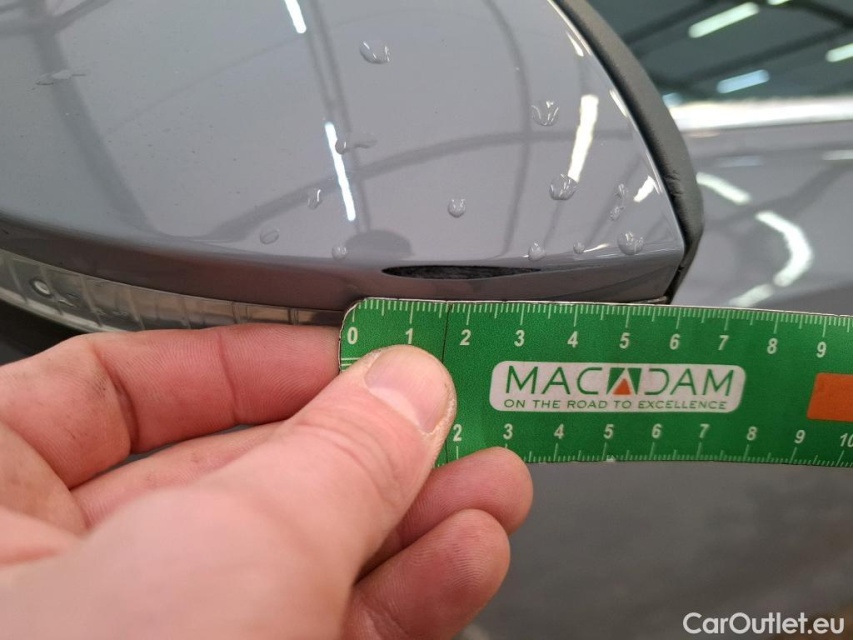 0 1 2 3 4 5 6 7 8 9
MACADAM
ON THE ROAD TO EXCELLENCE
2 3 4 5 6 7 8 9 10
CarOutlet.eu